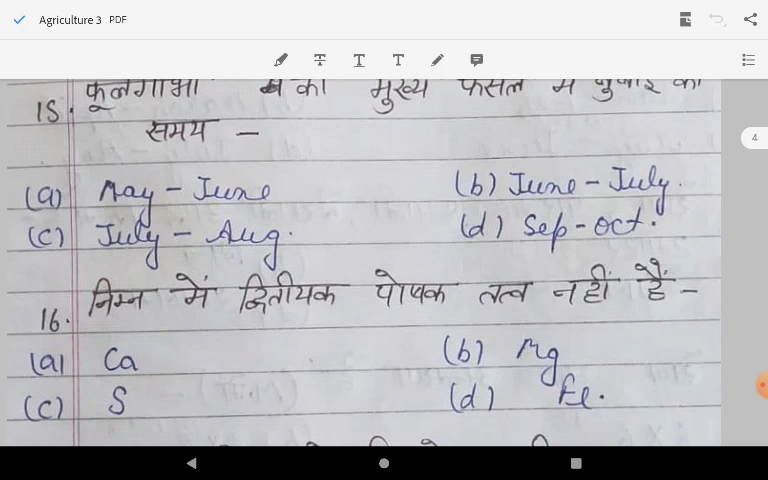 Agriculture 3 PDF
4
15. फूलगोभी की मुख्य फसल में बुआई का
समय –
(a) May - June (b) June - July.
(c) July - Aug. (d) Sep - Oct.
16. निम्न में द्वितीयक पोषक तत्व नहीं हैं -
(a) Ca (b) Mg
(c) S (d) Fe.